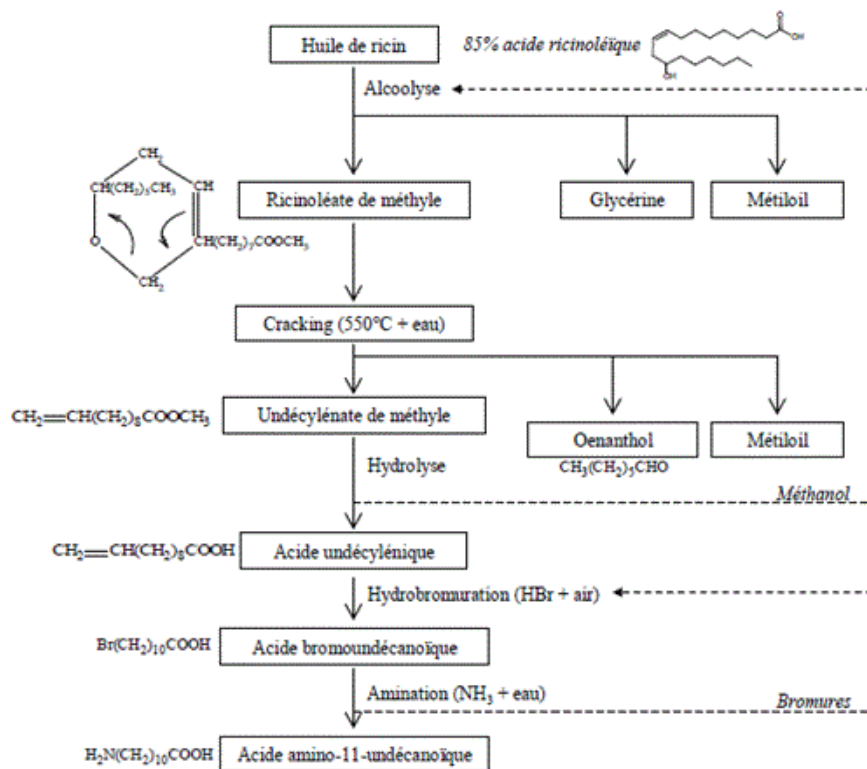 Huile de ricin
85% acide ricinoléïque
O
OH
OH
Alcoolyse
CH2
CH(CH2)5CH3
CH
O
CH(CH2)7COOCH3
CH2
Ricinoléate de méthyle
Glycérine
Métiloil
Cracking (550°C + eau)
CH2=CH(CH2)8COOCH3
Undécylénate de méthyle
Oenanthol
Métiloil
CH3(CH2)5CHO
Hydrolyse
Méthanol
CH2=CH(CH2)8COOH
Acide undécylénique
Hydrobromuration (HBr + air)
Br(CH2)10COOH
Acide bromoundécanoïque
Amination (NH3 + eau)
Bromures
H2N(CH2)10COOH
Acide amino-11-undécanoïque